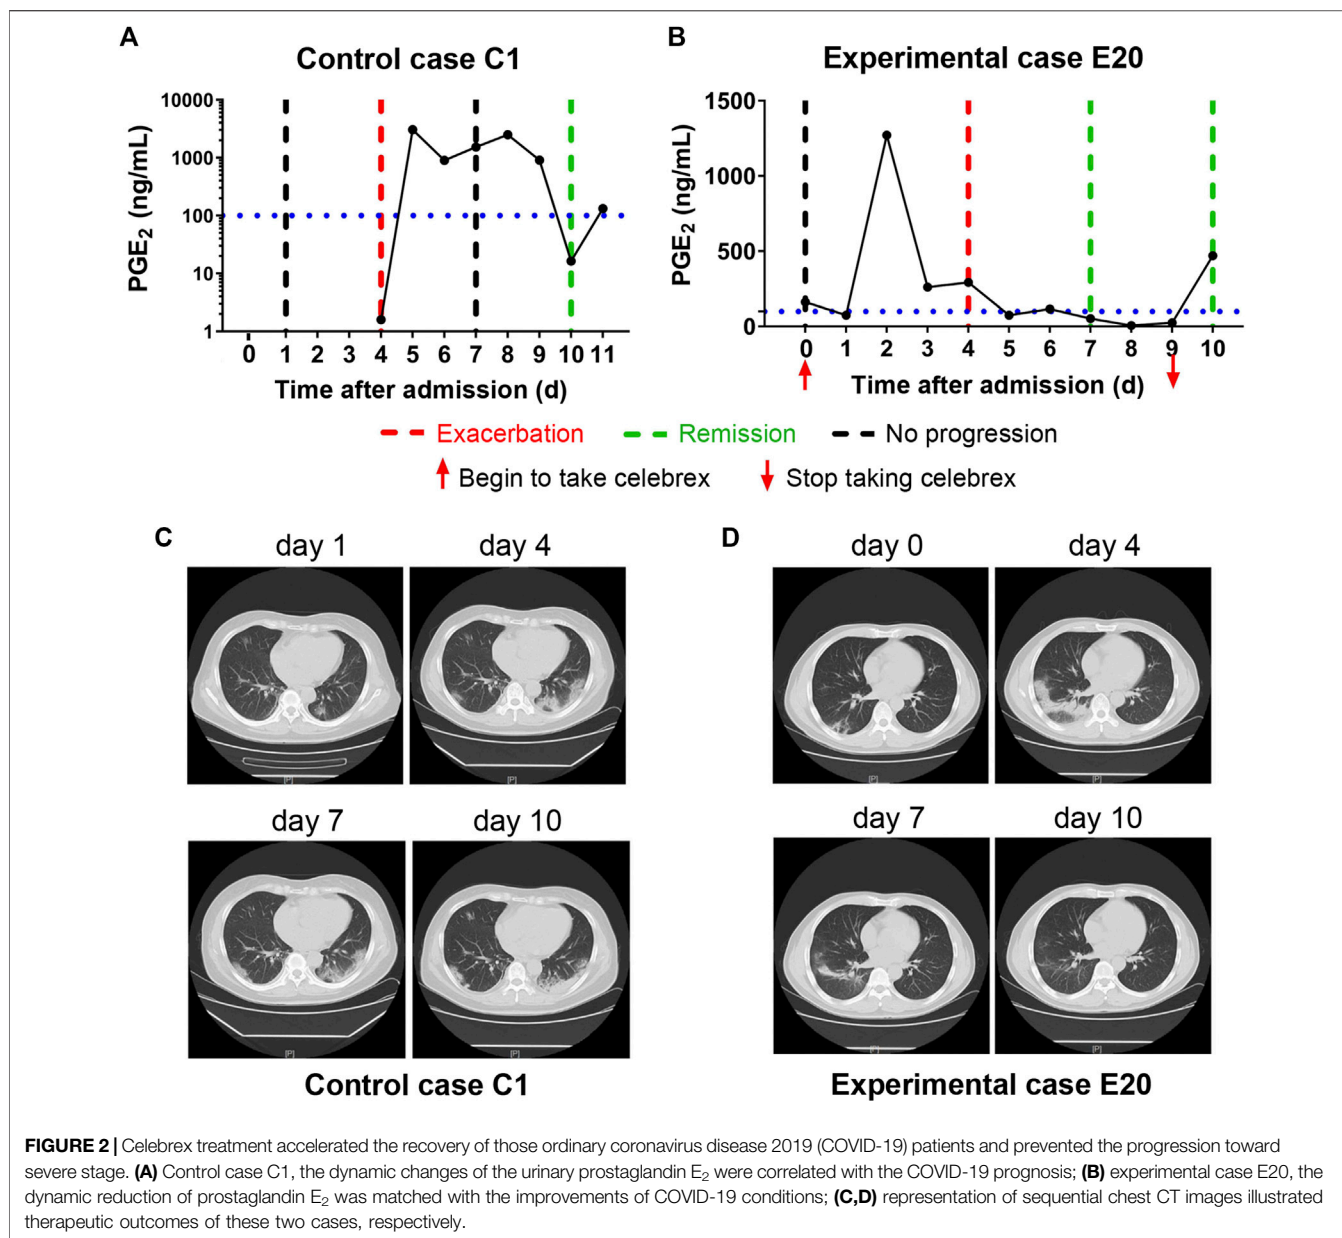 A
Control case C1
PGE2 (ng/mL)
10000
1000
100
10
1
0 1 2 3 4 5 6 7 8 9 10 11
Time after admission (d)
B
Experimental case E20
PGE2 (ng/mL)
1500
1000
500
0
0 1 2 3 4 5 6 7 8 9 10
Time after admission (d)
Exacerbation Remission No progression
Begin to take celebrex Stop taking celebrex
C
day 1 day 4
[P] [P]
day 7 day 10
[P] [P]
Control case C1
D
day 0 day 4
[P] [P]
day 7 day 10
[P] [P]
Experimental case E20
FIGURE 2 | Celebrex treatment accelerated the recovery of those ordinary coronavirus disease 2019 (COVID-19) patients and prevented the progression toward
severe stage. (A) Control case C1, the dynamic changes of the urinary prostaglandin E2 were correlated with the COVID-19 prognosis; (B) experimental case E20, the
dynamic reduction of prostaglandin E2 was matched with the improvements of COVID-19 conditions; (C,D) representation of sequential chest CT images illustrated
therapeutic outcomes of these two cases, respectively.